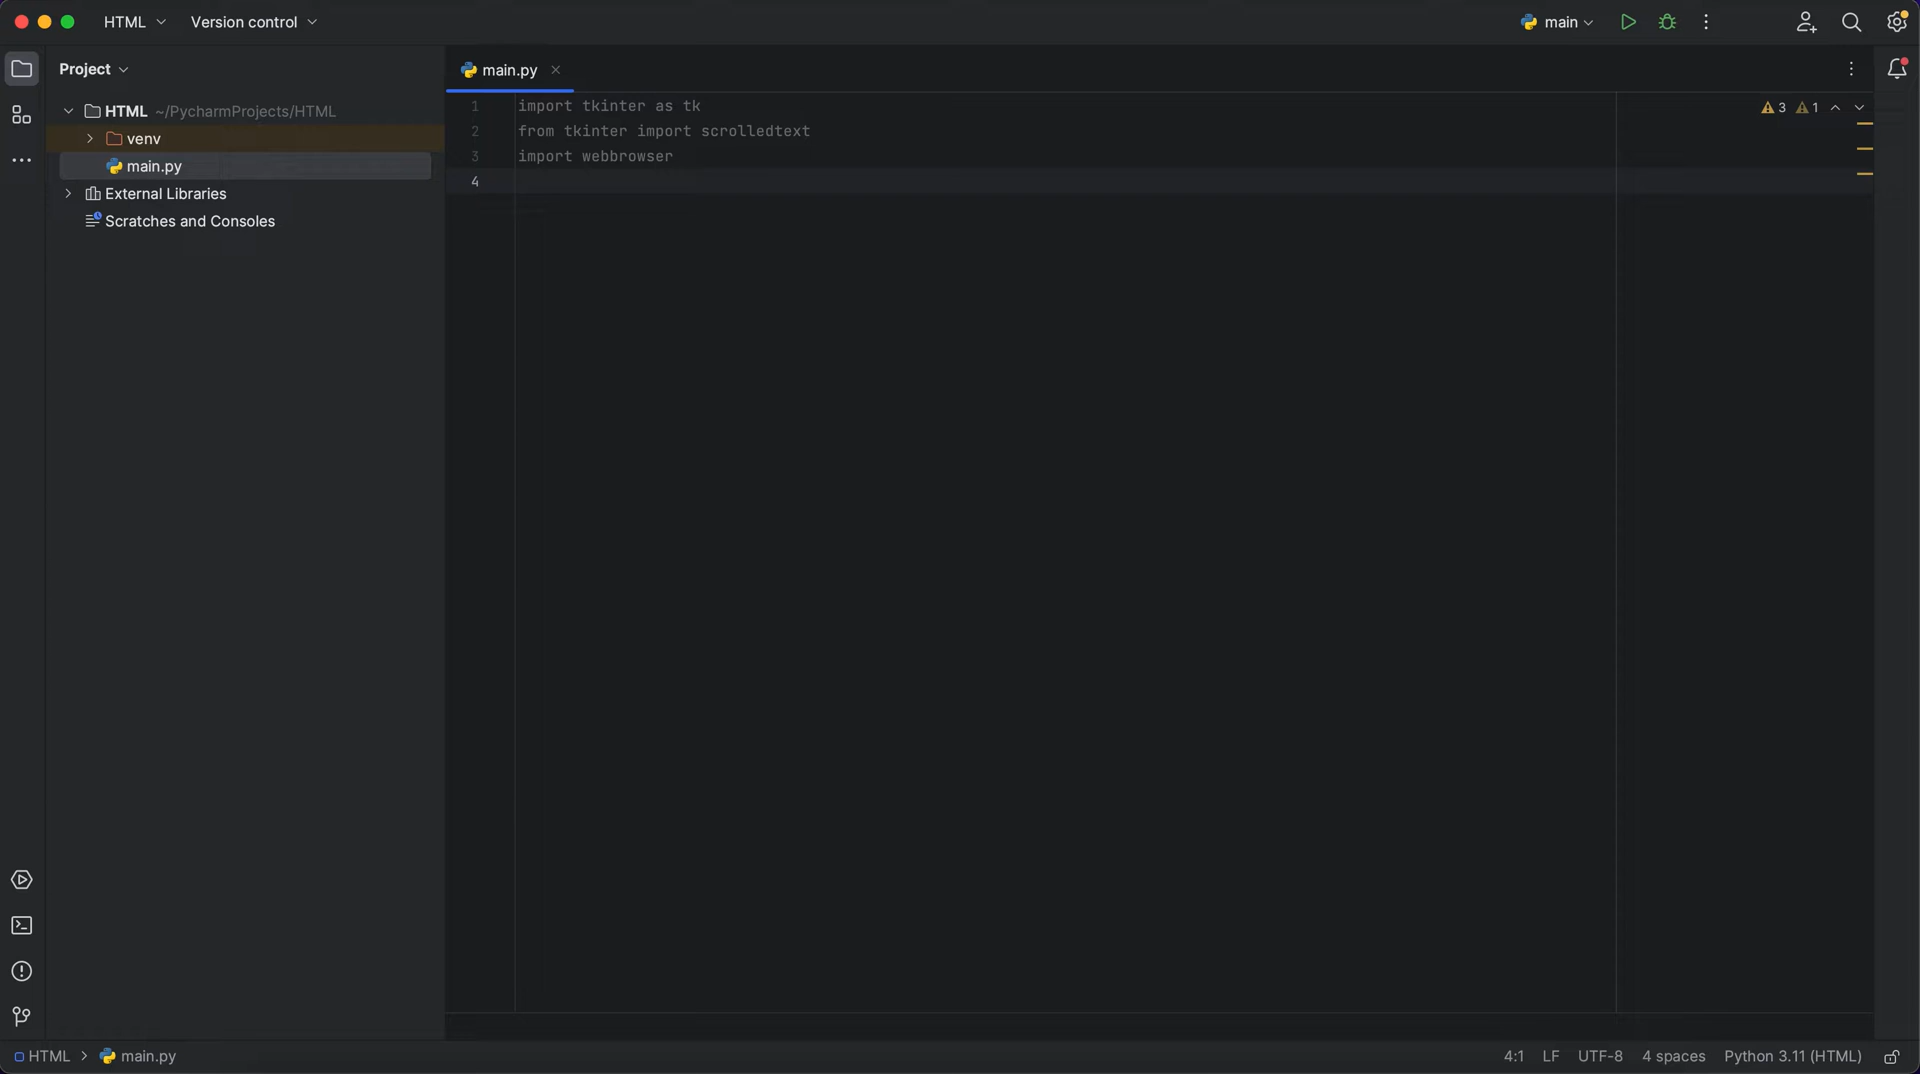 HTML Version control main
Project main.py
HTML ~/PycharmProjects/HTML
venv
main.py
External Libraries
Scratches and Consoles
1 import tkinter as tk 3 1
2 from tkinter import scrolledtext
3 import webbrowser
4
HTML main.py 4:1 LF UTF-8 4 spaces Python 3.11 (HTML)